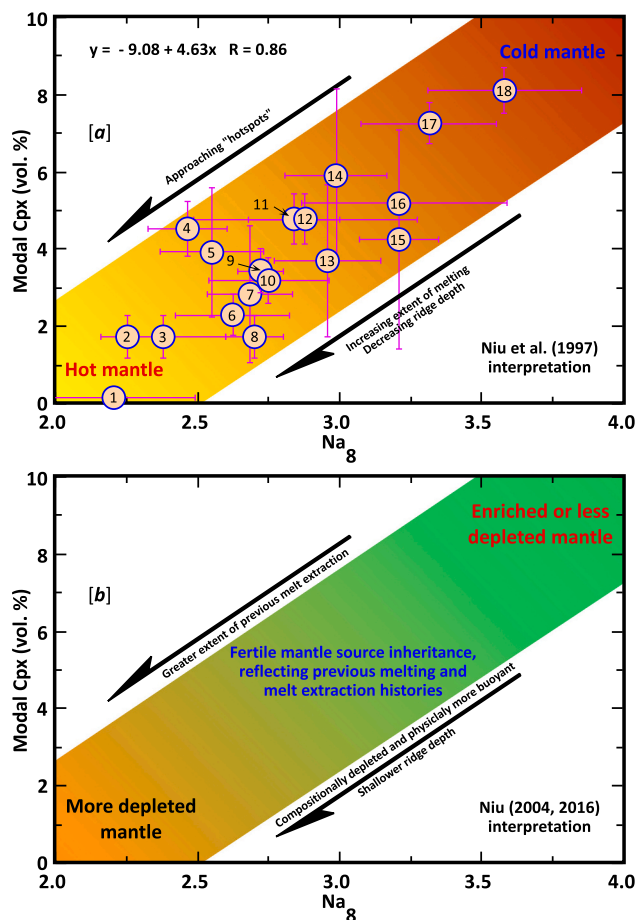 y = - 9.08 + 4.63x R = 0.86
Cold mantle
[a]
Approaching "hotspots"
18
17
14
16
11
12
15
4
5
9
13
10
7
6
2
3
8
1
Increasing extent of melting
Decreasing ridge depth
Hot mantle
Niu et al. (1997)
interpretation
Modal Cpx (vol. %)
10
8
6
4
2
0
2.0
2.5
3.0
3.5
4.0
Na8
Enriched or less
depleted mantle
[b]
Greater extent of previous melt extraction
Fertile mantle source inheritance,
reflecting previous melting and
melt extraction histories
Compositionally depleted and physiclaly more buoyant
Shallower ridge depth
More depleted
mantle
Niu (2004, 2016)
interpretation
Modal Cpx (vol. %)
10
8
6
4
2
0
2.0
2.5
3.0
3.5
4.0
Na8